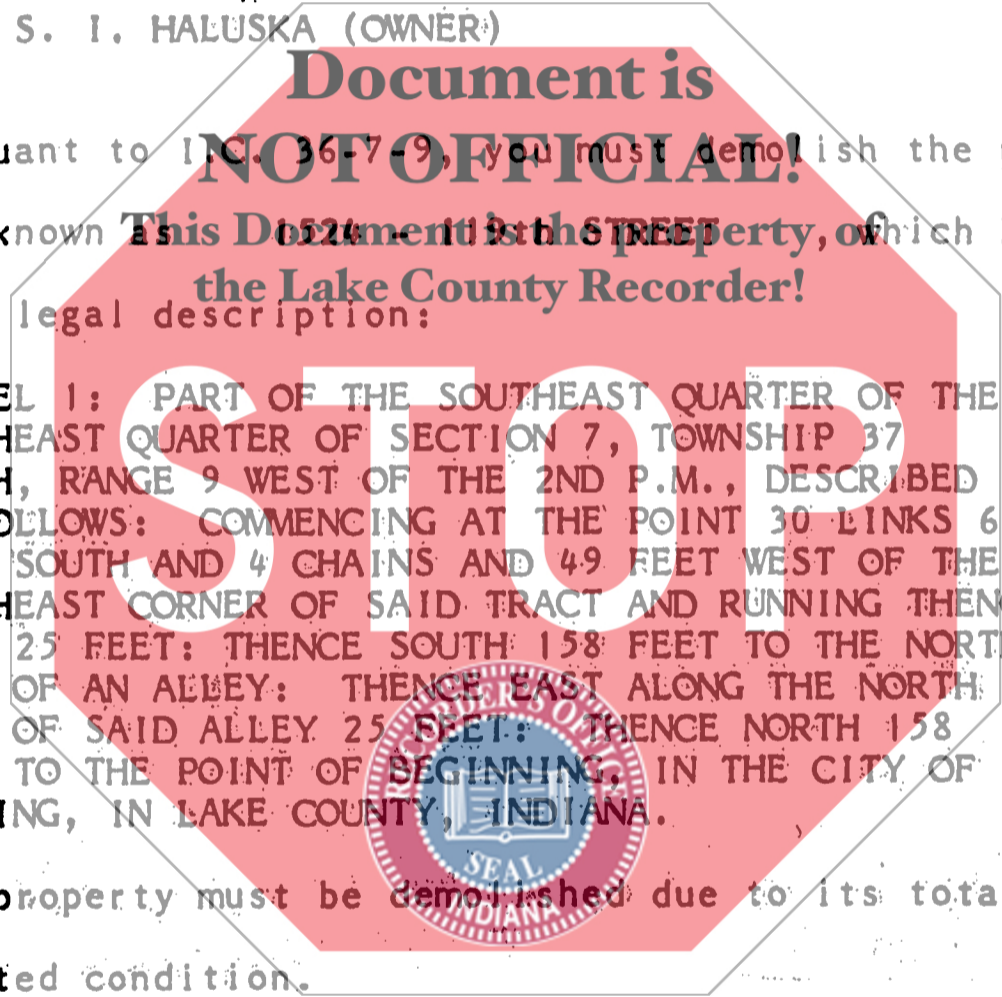 S. I. HALUSKA (OWNER)
Document is
uant to I.C. 36-7-9, you must demolish the
NOT OFFICIAL!
known as 1524 - 119th STREET, which
This Document is the property of
the Lake County Recorder!
legal description:
STOP
EL 1: PART OF THE SOUTHEAST QUARTER OF THE
HEAST QUARTER OF SECTION 7, TOWNSHIP 37
H, RANGE 9 WEST OF THE 2ND P.M., DESCRIBED
OLLOWS: COMMENCING AT THE POINT 30 LINKS 6
SOUTH AND 4 CHAINS AND 49 FEET WEST OF THE
HEAST CORNER OF SAID TRACT AND RUNNING THEN
25 FEET: THENCE SOUTH 158 FEET TO THE NORT
OF AN ALLEY: THENCE EAST ALONG THE NORTH
OF SAID ALLEY 25 FEET: THENCE NORTH 158
TO THE POINT OF BEGINNING, IN THE CITY OF
ING, IN LAKE COUNTY, INDIANA.
RECORDER'S OFFICE
SEAL
INDIANA
property must be demolished due to its tota
ted condition.